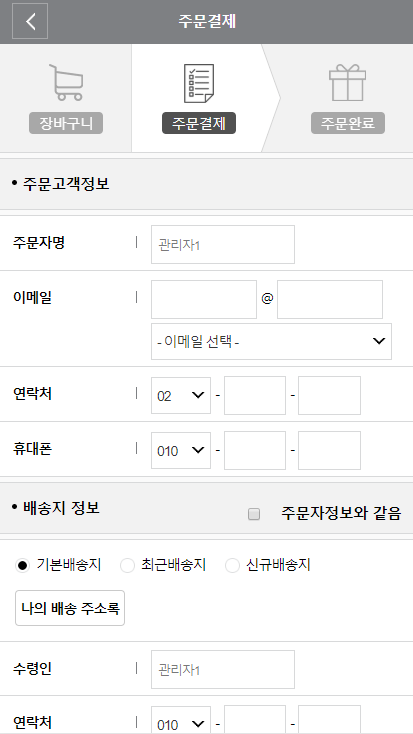 주문결제
장바구니 주문결제 주문완료
• 주문고객정보
주문자명 | 관리자1
이메일 | @
- 이메일 선택 -
연락처 | 02 - -
휴대폰 | 010 - -
• 배송지 정보 주문자정보와 같음
기본배송지 최근배송지 신규배송지
나의 배송 주소록
수령인 | 관리자1
연락처 | 010 - -